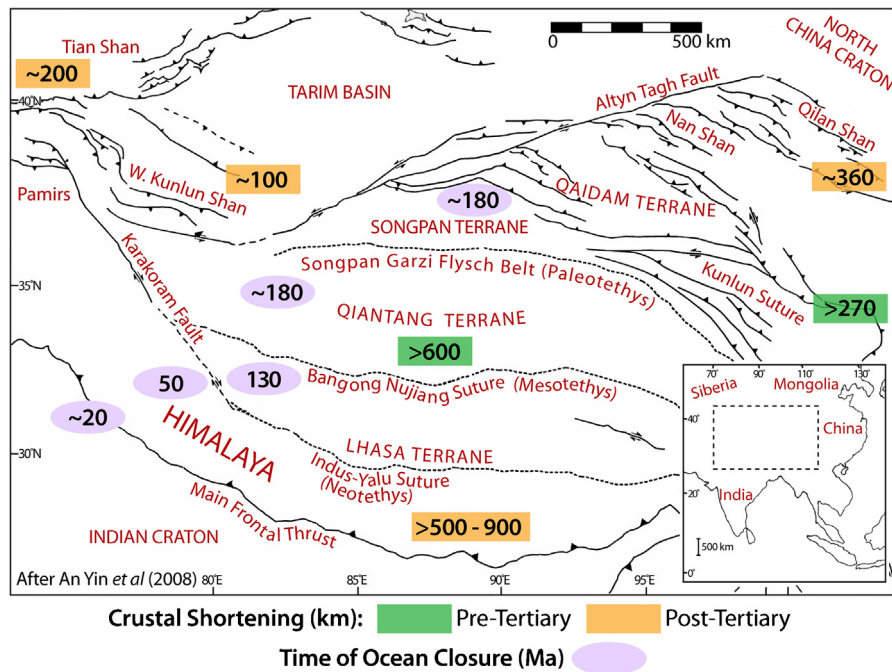 Tian Shan
~200
40°N
TARIM BASIN
0 500 km
NORTH
CHINA CRATON
Altyn Tagh Fault
Nan Shan
Qilan Shan
~360
Pamirs
W. Kunlun Shan
~100
~180
QAIDAM TERRANE
SONGPAN TERRANE
Songpan Garzi Flysch Belt (Paleotethys)
Kunlun Suture
>270
35°N
Karakoram Fault
~180
QIANTANG TERRANE
>600
50
130
Bangong Nujiang Suture (Mesotethys)
~20
HIMALAYA
30°N
LHASA TERRANE
Indus-Yalu Suture
(Neotethys)
Main Frontal Thrust
>500 - 900
INDIAN CRATON
After An Yin et al (2008)
80°E
85°E
90°E
95°E
70°
90°
110°
130°
Siberia
Mongolia
40°
China
20°
India
500 km
0°
Crustal Shortening (km): Pre-Tertiary Post-Tertiary
Time of Ocean Closure (Ma)